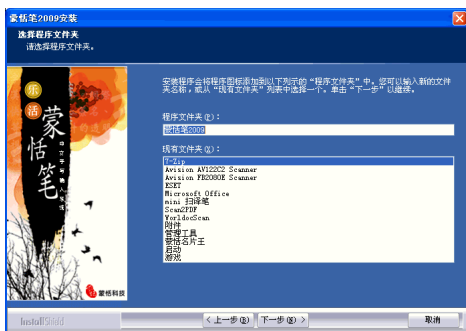 蒙恬笔2009安装
选择程序文件夹
请选择程序文件夹。
乐
活
蒙恬笔
蒙恬科技
安装程序会将程序图标添加到以下列示的“程序文件夹”中。您可以输入新的文件
夹名称，或从“现有文件夹”列表中选择一个。单击“下一步”以继续。
程序文件夹(P)：
蒙恬笔2009
现有文件夹(X)：
7-Zip
Avision AV122C2 Scanner
Avision FB2080E Scanner
ESET
Microsoft Office
mini 扫译笔
Scan2PDF
WorldocScan
附件
管理工具
蒙恬名片王
启动
游戏
InstallShield
< 上一步(B)
下一步(N) >
取消